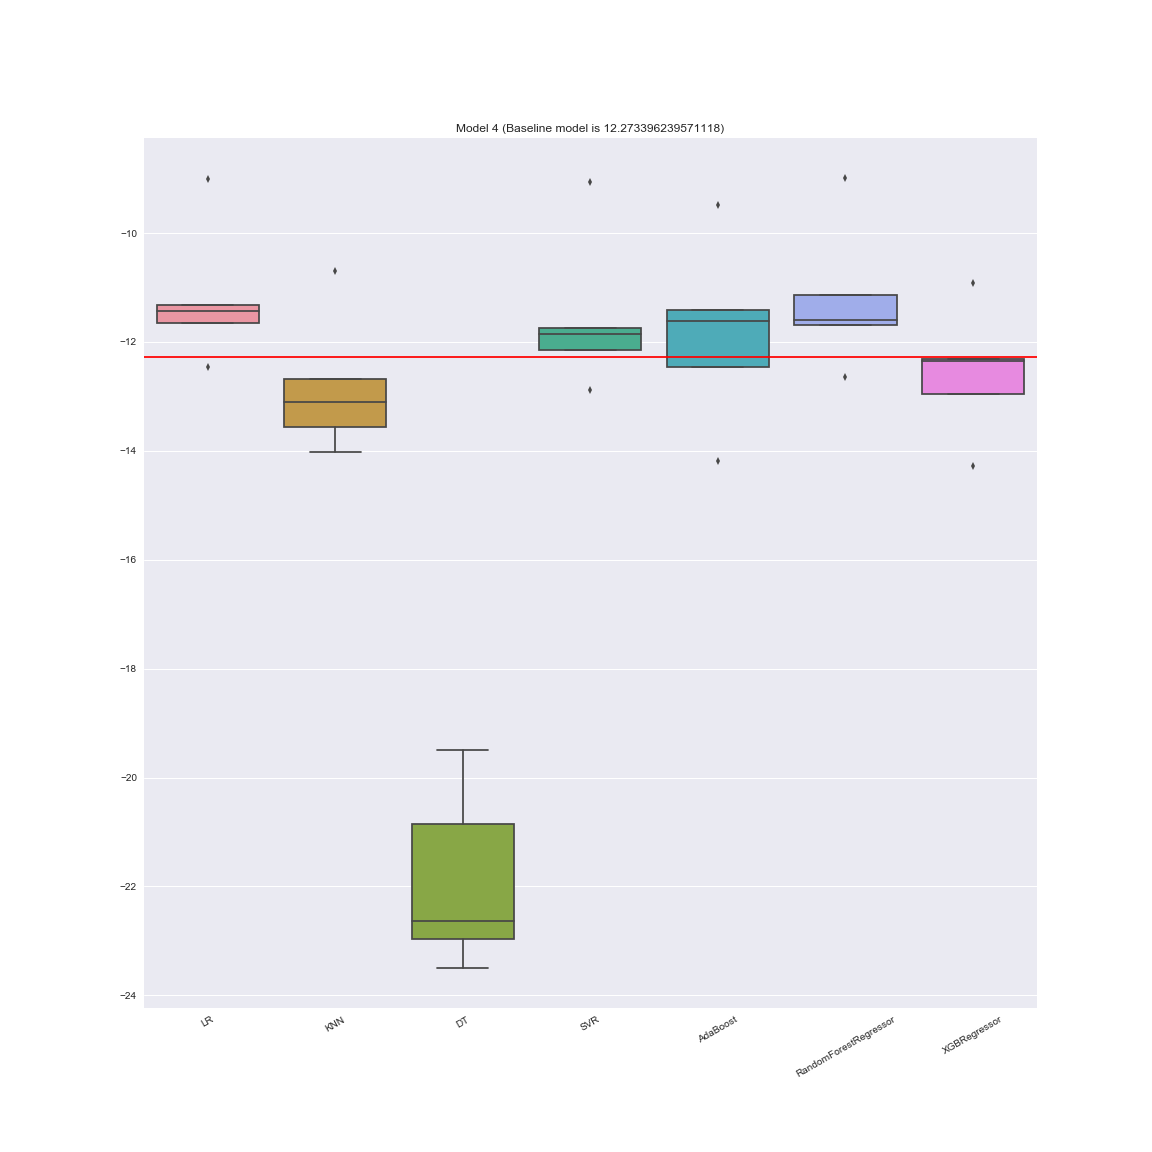 Model 4 (Baseline model is 12.273396239571118)
−10
−12
−14
−16
−18
−20
−22
−24
LR
KNN
DT
SVR
AdaBoost
RandomForestRegressor
XGBRegressor